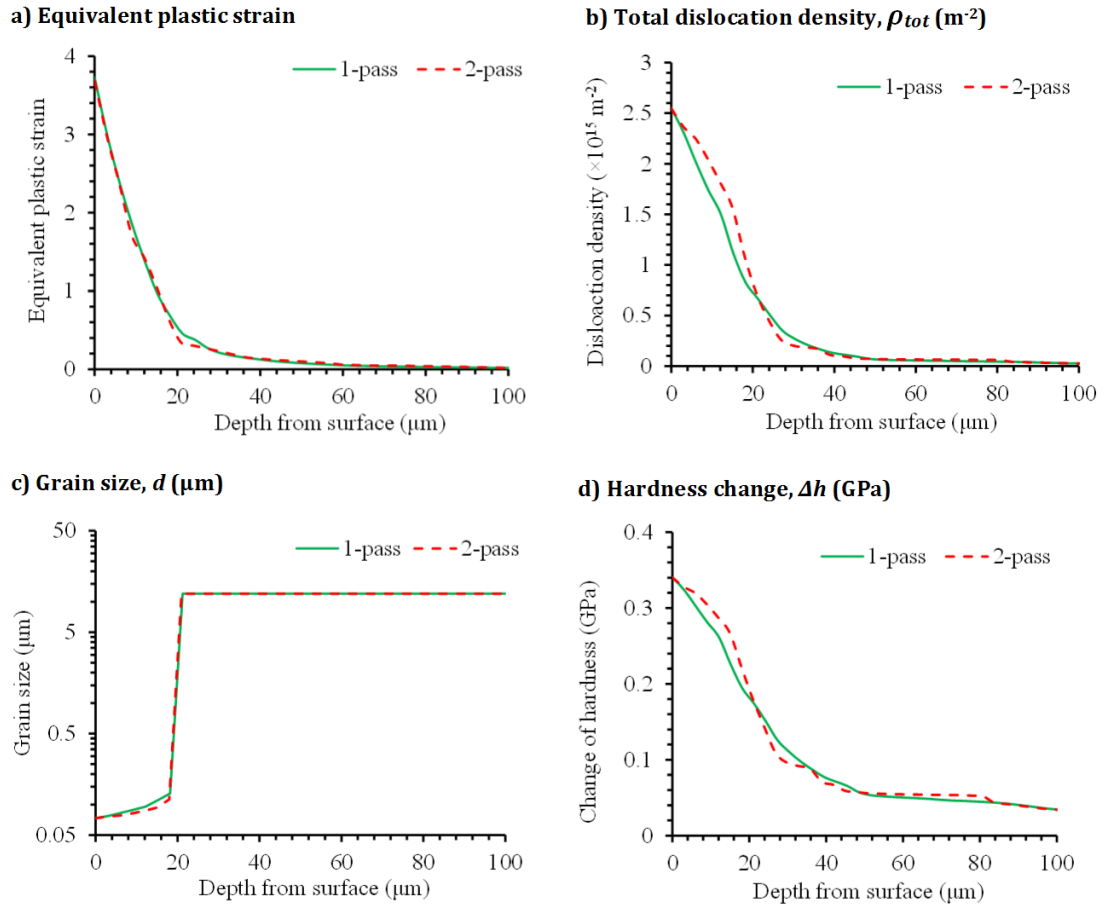 a) Equivalent plastic strain
4
3
2
1
0
Equivalent plastic strain
1-pass
2-pass
0 20 40 60 80 100
Depth from surface (μm)
b) Total dislocation density, ρtot (m-2)
3
2.5
2
1.5
1
0.5
0
Disloaction density (×10¹⁵ m⁻²)
1-pass
2-pass
0 20 40 60 80 100
Depth from surface (μm)
c) Grain size, d (μm)
50
5
0.5
0.05
Grain size (μm)
1-pass
2-pass
0 20 40 60 80 100
Depth from surface (μm)
d) Hardness change, Δh (GPa)
0.4
0.3
0.2
0.1
0
Change of hardness (GPa)
1-pass
2-pass
0 20 40 60 80 100
Depth from surface (μm)